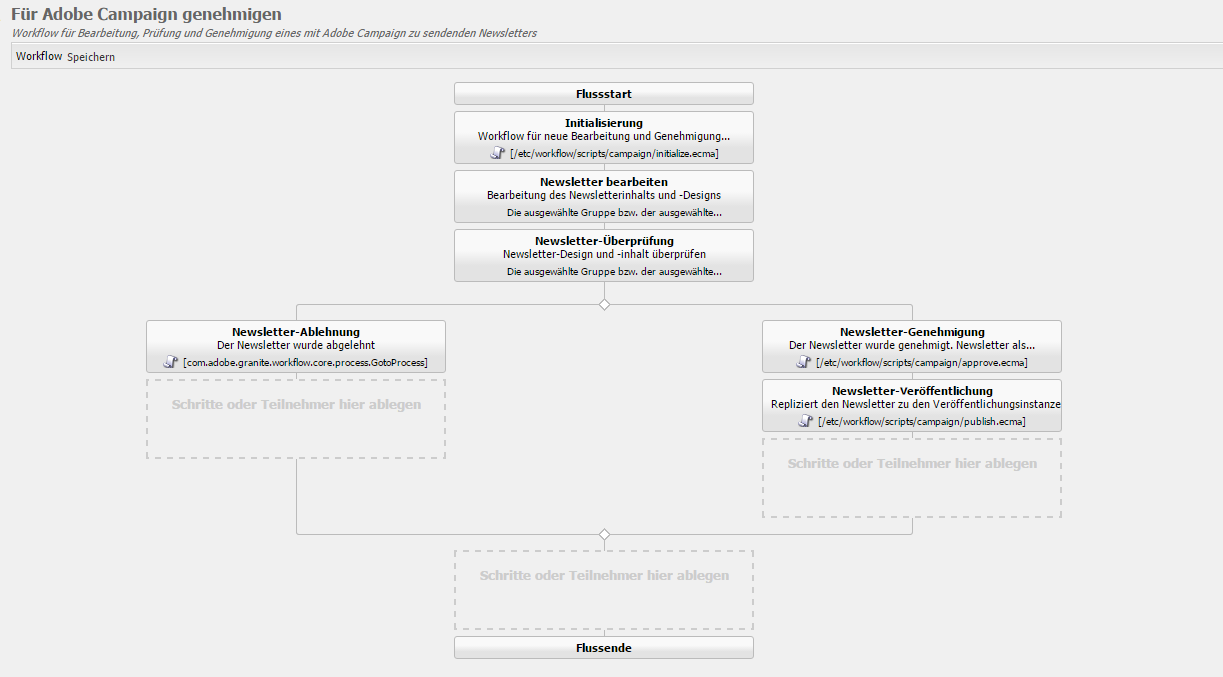 Für Adobe Campaign genehmigen
Workflow für Bearbeitung, Prüfung und Genehmigung eines mit Adobe Campaign zu sendenden Newsletters
Workflow Speichern
Flussstart
Initialisierung
Workflow für neue Bearbeitung und Genehmigung...
[/etc/workflow/scripts/campaign/initialize.ecma]
Newsletter bearbeiten
Bearbeitung des Newsletterinhalts und -Designs
Die ausgewählte Gruppe bzw. der ausgewählte...
Newsletter-Überprüfung
Newsletter-Design und -inhalt überprüfen
Die ausgewählte Gruppe bzw. der ausgewählte...
Newsletter-Ablehnung
Der Newsletter wurde abgelehnt
[com.adobe.granite.workflow.core.process.GotoProcess]
Schritte oder Teilnehmer hier ablegen
Newsletter-Genehmigung
Der Newsletter wurde genehmigt. Newsletter als...
[/etc/workflow/scripts/campaign/approve.ecma]
Newsletter-Veröffentlichung
Repliziert den Newsletter zu den Veröffentlichungsinstanze
[/etc/workflow/scripts/campaign/publish.ecma]
Schritte oder Teilnehmer hier ablegen
Schritte oder Teilnehmer hier ablegen
Flussende